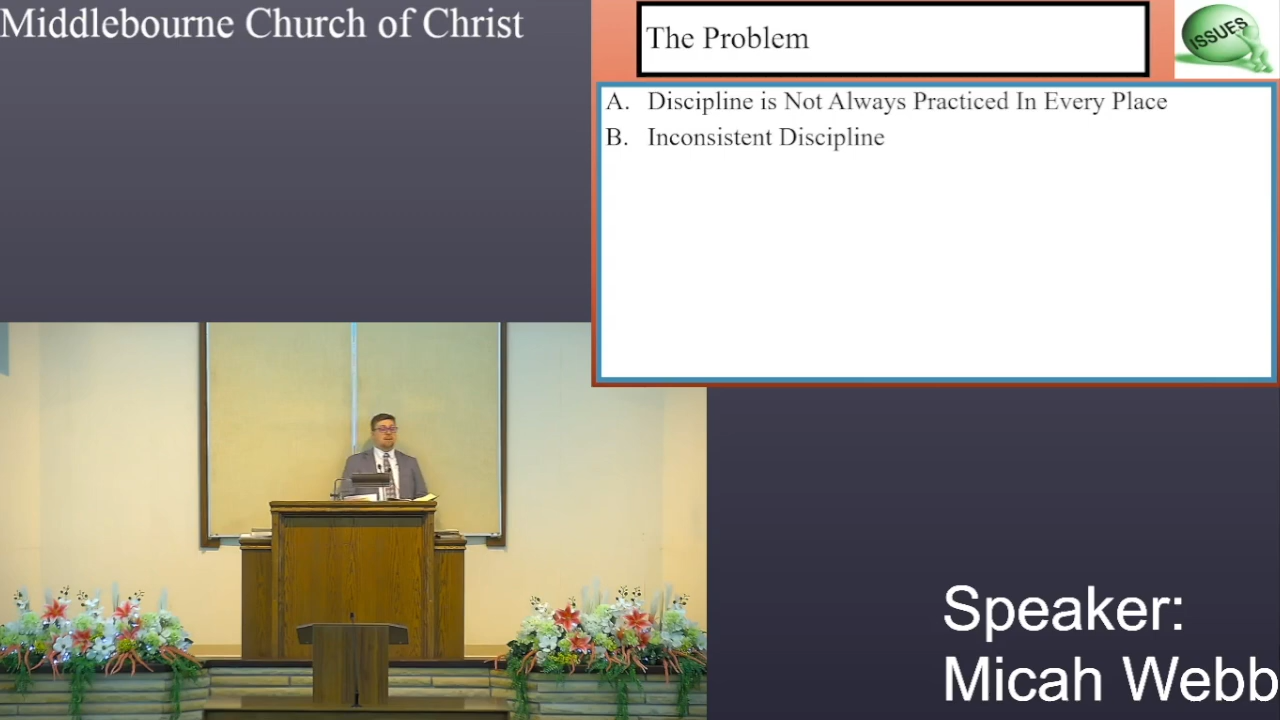 Middlebourne Church of Christ
The Problem
ISSUES
A. Discipline is Not Always Practiced In Every Place
B. Inconsistent Discipline
Speaker:
Micah Webb